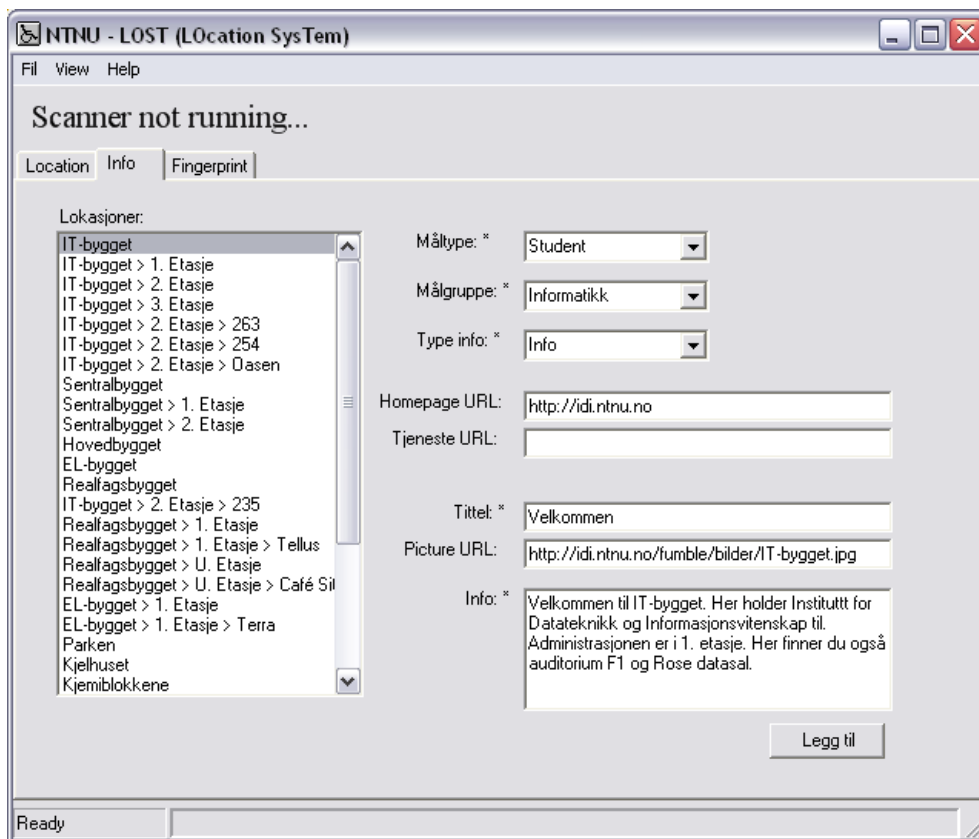 NTNU - LOST (LOcation SysTem)
Fil View Help
Scanner not running...
Location Info Fingerprint
Lokasjoner:
IT-bygget
IT-bygget > 1. Etasje
IT-bygget > 2. Etasje
IT-bygget > 3. Etasje
IT-bygget > 2. Etasje > 263
IT-bygget > 2. Etasje > 254
IT-bygget > 2. Etasje > Oasen
Sentralbygget
Sentralbygget > 1. Etasje
Sentralbygget > 2. Etasje
Hovedbygget
EL-bygget
Realfagsbygget
IT-bygget > 2. Etasje > 235
Realfagsbygget > 1. Etasje
Realfagsbygget > 1. Etasje > Tellus
Realfagsbygget > U. Etasje
Realfagsbygget > U. Etasje > Café Sit
EL-bygget > 1. Etasje
EL-bygget > 1. Etasje > Terra
Parken
Kjelhuset
Kjemiblokkene
Måltype: * Student
Målgruppe: * Informatikk
Type info: * Info
Homepage URL: http://idi.ntnu.no
Tjeneste URL:
Tittel: * Velkommen
Picture URL: http://idi.ntnu.no/fumble/bilder/IT-bygget.jpg
Info: * Velkommen til IT-bygget. Her holder Instituttt for
Datateknikk og Informasjonsvitenskap til.
Administrasjonen er i 1. etasje. Her finner du også
auditorium F1 og Rose datasal.
Legg til
Ready